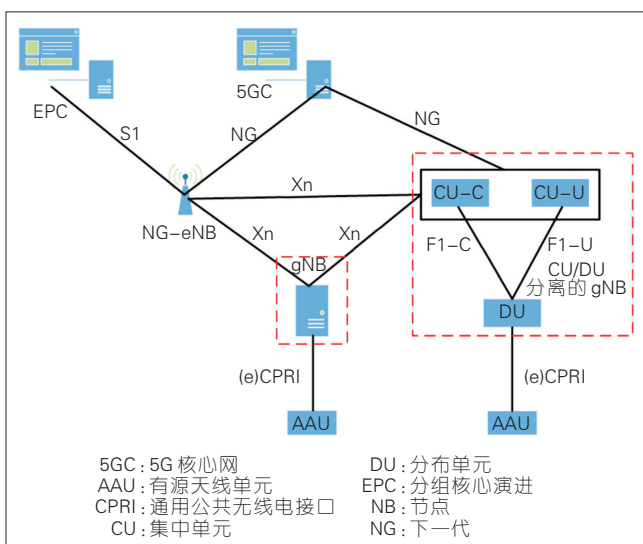 EPC
5GC
S1
NG
NG
Xn
CU-C
CU-U
NG-eNB
Xn
Xn
F1-C
F1-U
gNB
CU/DU
分离的 gNB
DU
(e)CPRI
(e)CPRI
AAU
AAU
5GC：5G 核心网
DU：分布单元
AAU：有源天线单元
EPC：分组核心演进
CPRI：通用公共无线电接口
NB：节点
CU：集中单元
NG：下一代